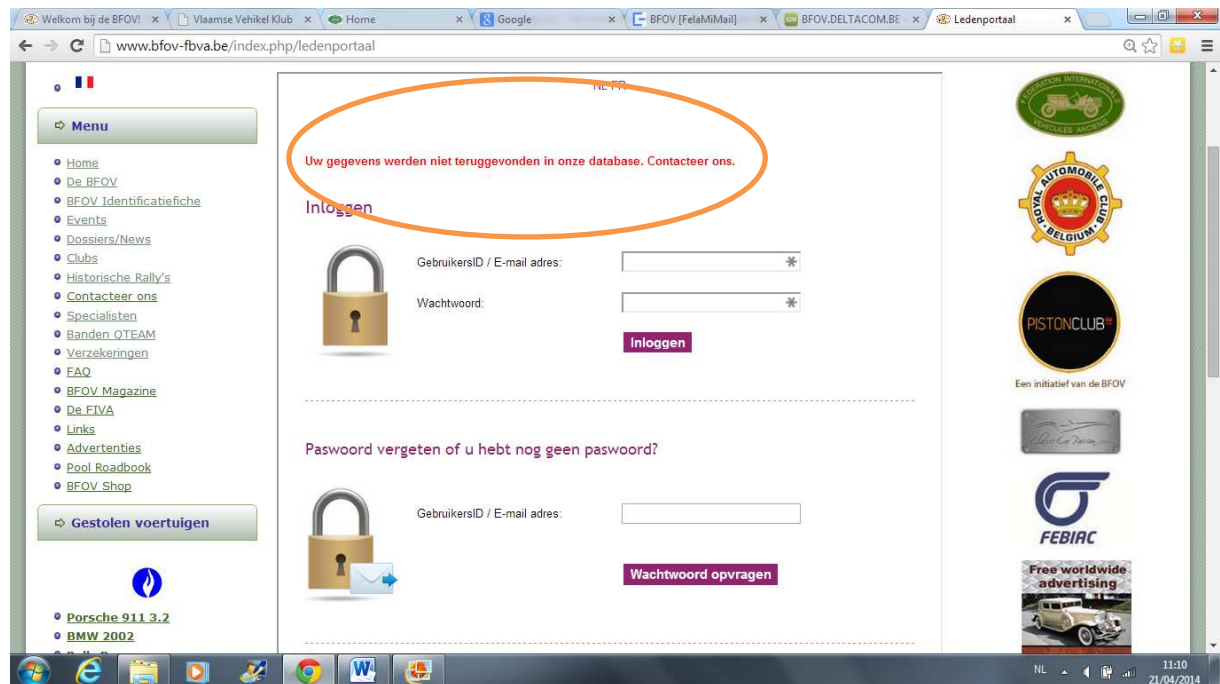 Welkom bij de BFOV!
Vlaamse Vehikel Klub
Home
Google
BFOV [FelaMiMail]
BFOV.DELTACOM.BE
Ledenportaal
www.bfov-fbva.be/index.php/ledenportaal
Menu
Home
De BFOV
BFOV Identificatiefiche
Events
Dossiers/News
Clubs
Historische Rally's
Contacteer ons
Specialisten
Banden QTEAM
Verzekeringen
FAQ
BFOV Magazine
De FIVA
Links
Advertenties
Pool Roadbook
BFOV Shop
Gestolen voertuigen
Porsche 911 3.2
BMW 2002
NL FR
Uw gegevens werden niet teruggevonden in onze database. Contacteer ons.
Inloggen
GebruikersID / E-mail adres:
Wachtwoord:
Inloggen
Paswoord vergeten of u hebt nog geen paswoord?
GebruikersID / E-mail adres:
Wachtwoord opvragen
FEDERATION INTERNATIONALE
VEHICULES ANCIENS
ROYAL AUTOMOBILE CLUB
BELGIUM
PISTONCLUB
Een initiatief van de BFOV
FEBIAC
Free worldwide
advertising
NL
11:10
21/04/2014